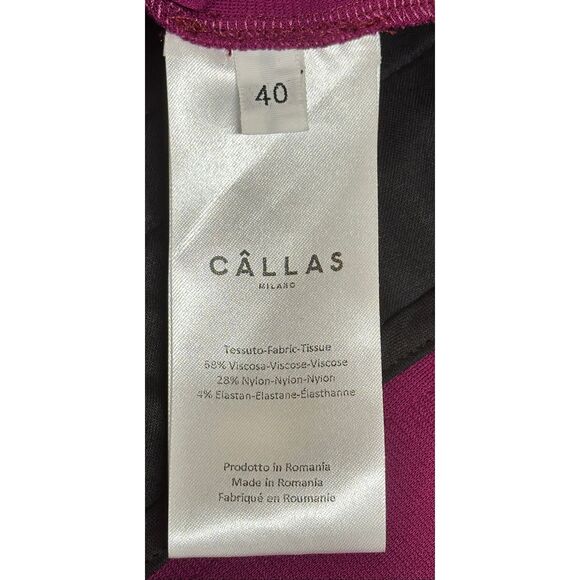 40
CÂLLAS
MILANO
Tessuto-Fabric-Tissue
68% Viscosa-Viscose-Viscose
28% Nylon-Nylon-Nylon
4% Elastan-Elastane-Élasthanne
Prodotto in Romania
Made in Romania
Fabriqué en Roumanie